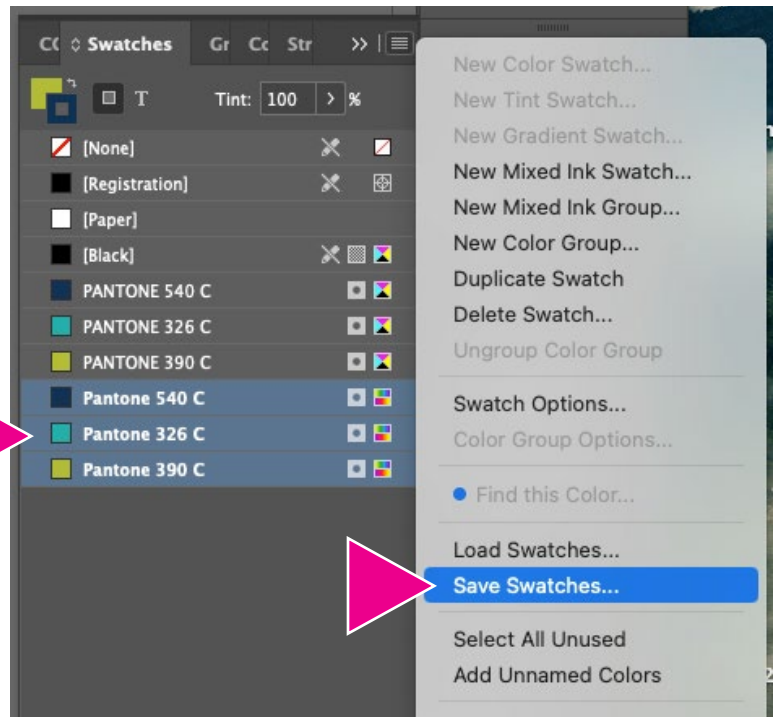 CC Swatches Gr Cc Str
T Tint: 100 > %
[None]
[Registration]
[Paper]
[Black]
PANTONE 540 C
PANTONE 326 C
PANTONE 390 C
Pantone 540 C
Pantone 326 C
Pantone 390 C
New Color Swatch...
New Tint Swatch...
New Gradient Swatch...
New Mixed Ink Swatch...
New Mixed Ink Group...
New Color Group...
Duplicate Swatch
Delete Swatch...
Ungroup Color Group
Swatch Options...
Color Group Options...
Find this Color...
Load Swatches...
Save Swatches...
Select All Unused
Add Unnamed Colors